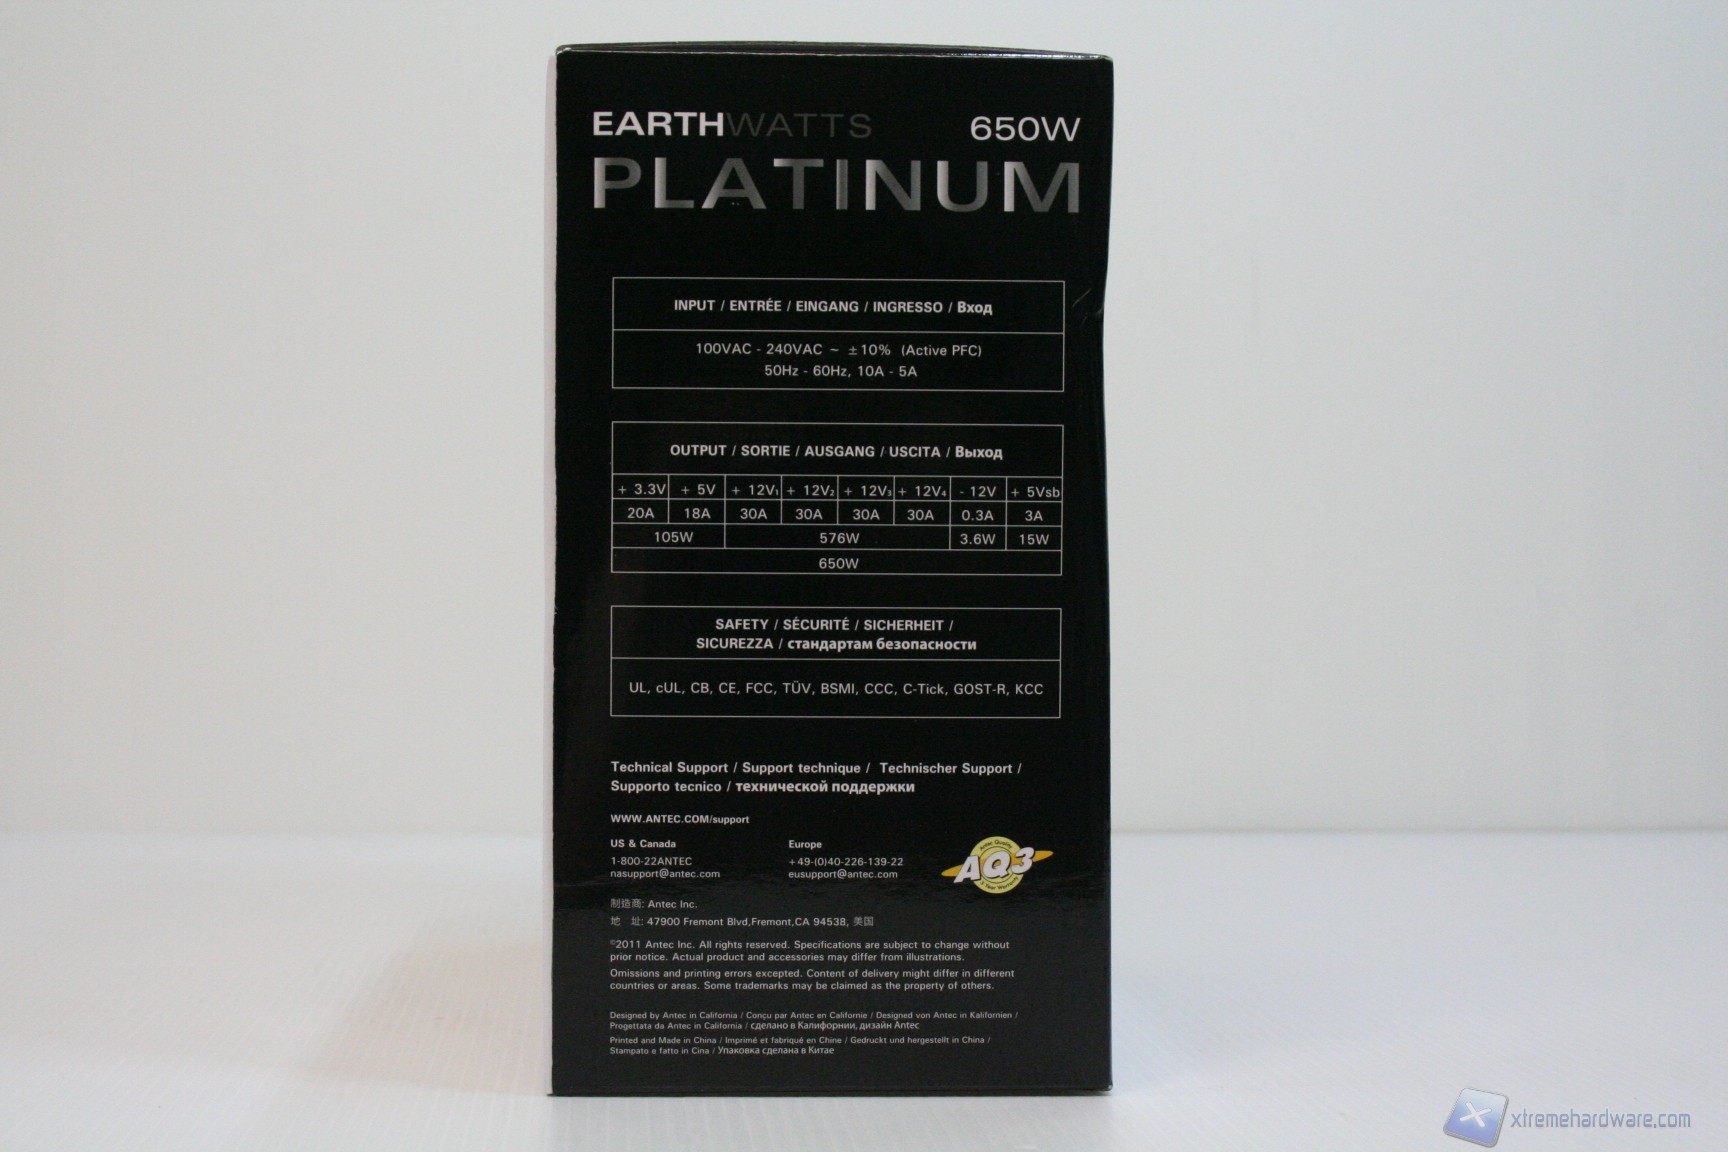 EARTHWATTS 650W
PLATINUM
INPUT / ENTRÉE / EINGANG / INGRESSO / Вход
100VAC - 240VAC ~ ±10% (Active PFC)
50Hz - 60Hz, 10A - 5A
OUTPUT / SORTIE / AUSGANG / USCITA / Выход
+ 3.3V + 5V + 12V1 + 12V2 + 12V3 + 12V4 - 12V + 5Vsb
20A 18A 30A 30A 30A 30A 0.3A 3A
105W 576W 3.6W 15W
650W
SAFETY / SÉCURITÉ / SICHERHEIT /
SICUREZZA / стандартам безопасности
UL, cUL, CB, CE, FCC, TÜV, BSMI, CCC, C-Tick, GOST-R, KCC
Technical Support / Support technique / Technischer Support /
Supporto tecnico / технической поддержки
WWW.ANTEC.COM/support
US & Canada
1-800-22ANTEC
nasupport@antec.com
Europe
+49-(0)40-226-139-22
eusupport@antec.com
Antec Quality
AQ3
3 Year Warranty
制造商: Antec Inc.
地 址: 47900 Fremont Blvd,Fremont,CA 94538, 美国
©2011 Antec Inc. All rights reserved. Specifications are subject to change without
prior notice. Actual product and accessories may differ from illustrations.
Omissions and printing errors excepted. Content of delivery might differ in different
countries or areas. Some trademarks may be claimed as the property of others.
Designed by Antec in California / Conçu par Antec en Californie / Designed von Antec in Kalifornien /
Progettata da Antec in California / сделано в Калифорнии, дизайн Antec
Printed and Made in China / Imprimé et fabriqué en Chine / Gedruckt und hergestellt in China /
Stampato e fatto in Cina / Упаковка сделана в Китае
xtremehardware.com